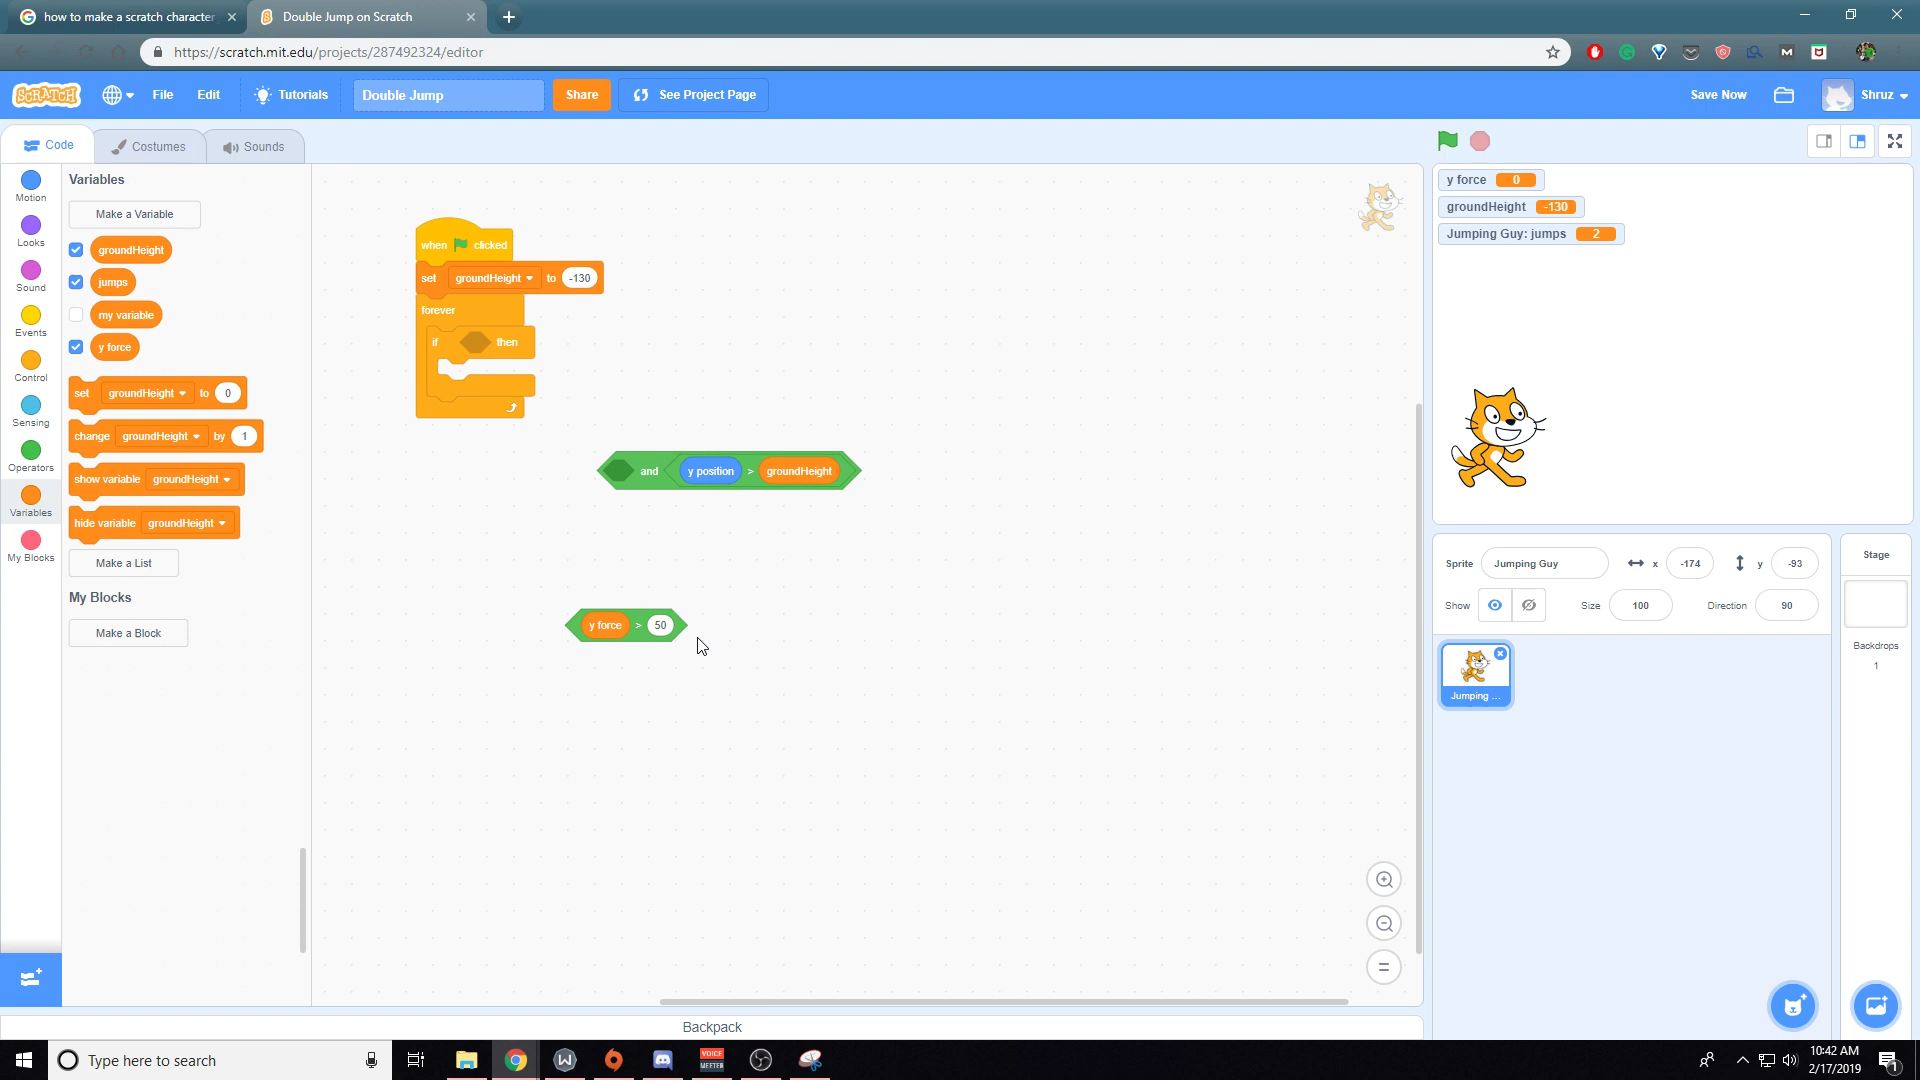 how to make a scratch character
Double Jump on Scratch
https://scratch.mit.edu/projects/287492324/editor
SCRATCH
File
Edit
Tutorials
Double Jump
Share
See Project Page
Save Now
Shruz
Code
Costumes
Sounds
Motion
Looks
Sound
Events
Control
Sensing
Operators
Variables
My Blocks
Variables
Make a Variable
groundHeight
jumps
my variable
y force
set groundHeight to 0
change groundHeight by 1
show variable groundHeight
hide variable groundHeight
Make a List
My Blocks
Make a Block
when clicked
set groundHeight to -130
forever
if then
and y position > groundHeight
y force > 50
y force 0
groundHeight -130
Jumping Guy: jumps 2
Sprite Jumping Guy x -174 y -93
Show Size 100 Direction 90
Jumping ...
Stage
Backdrops
1
Backpack
Type here to search
VOICE
MEETER
10:42 AM
2/17/2019
1